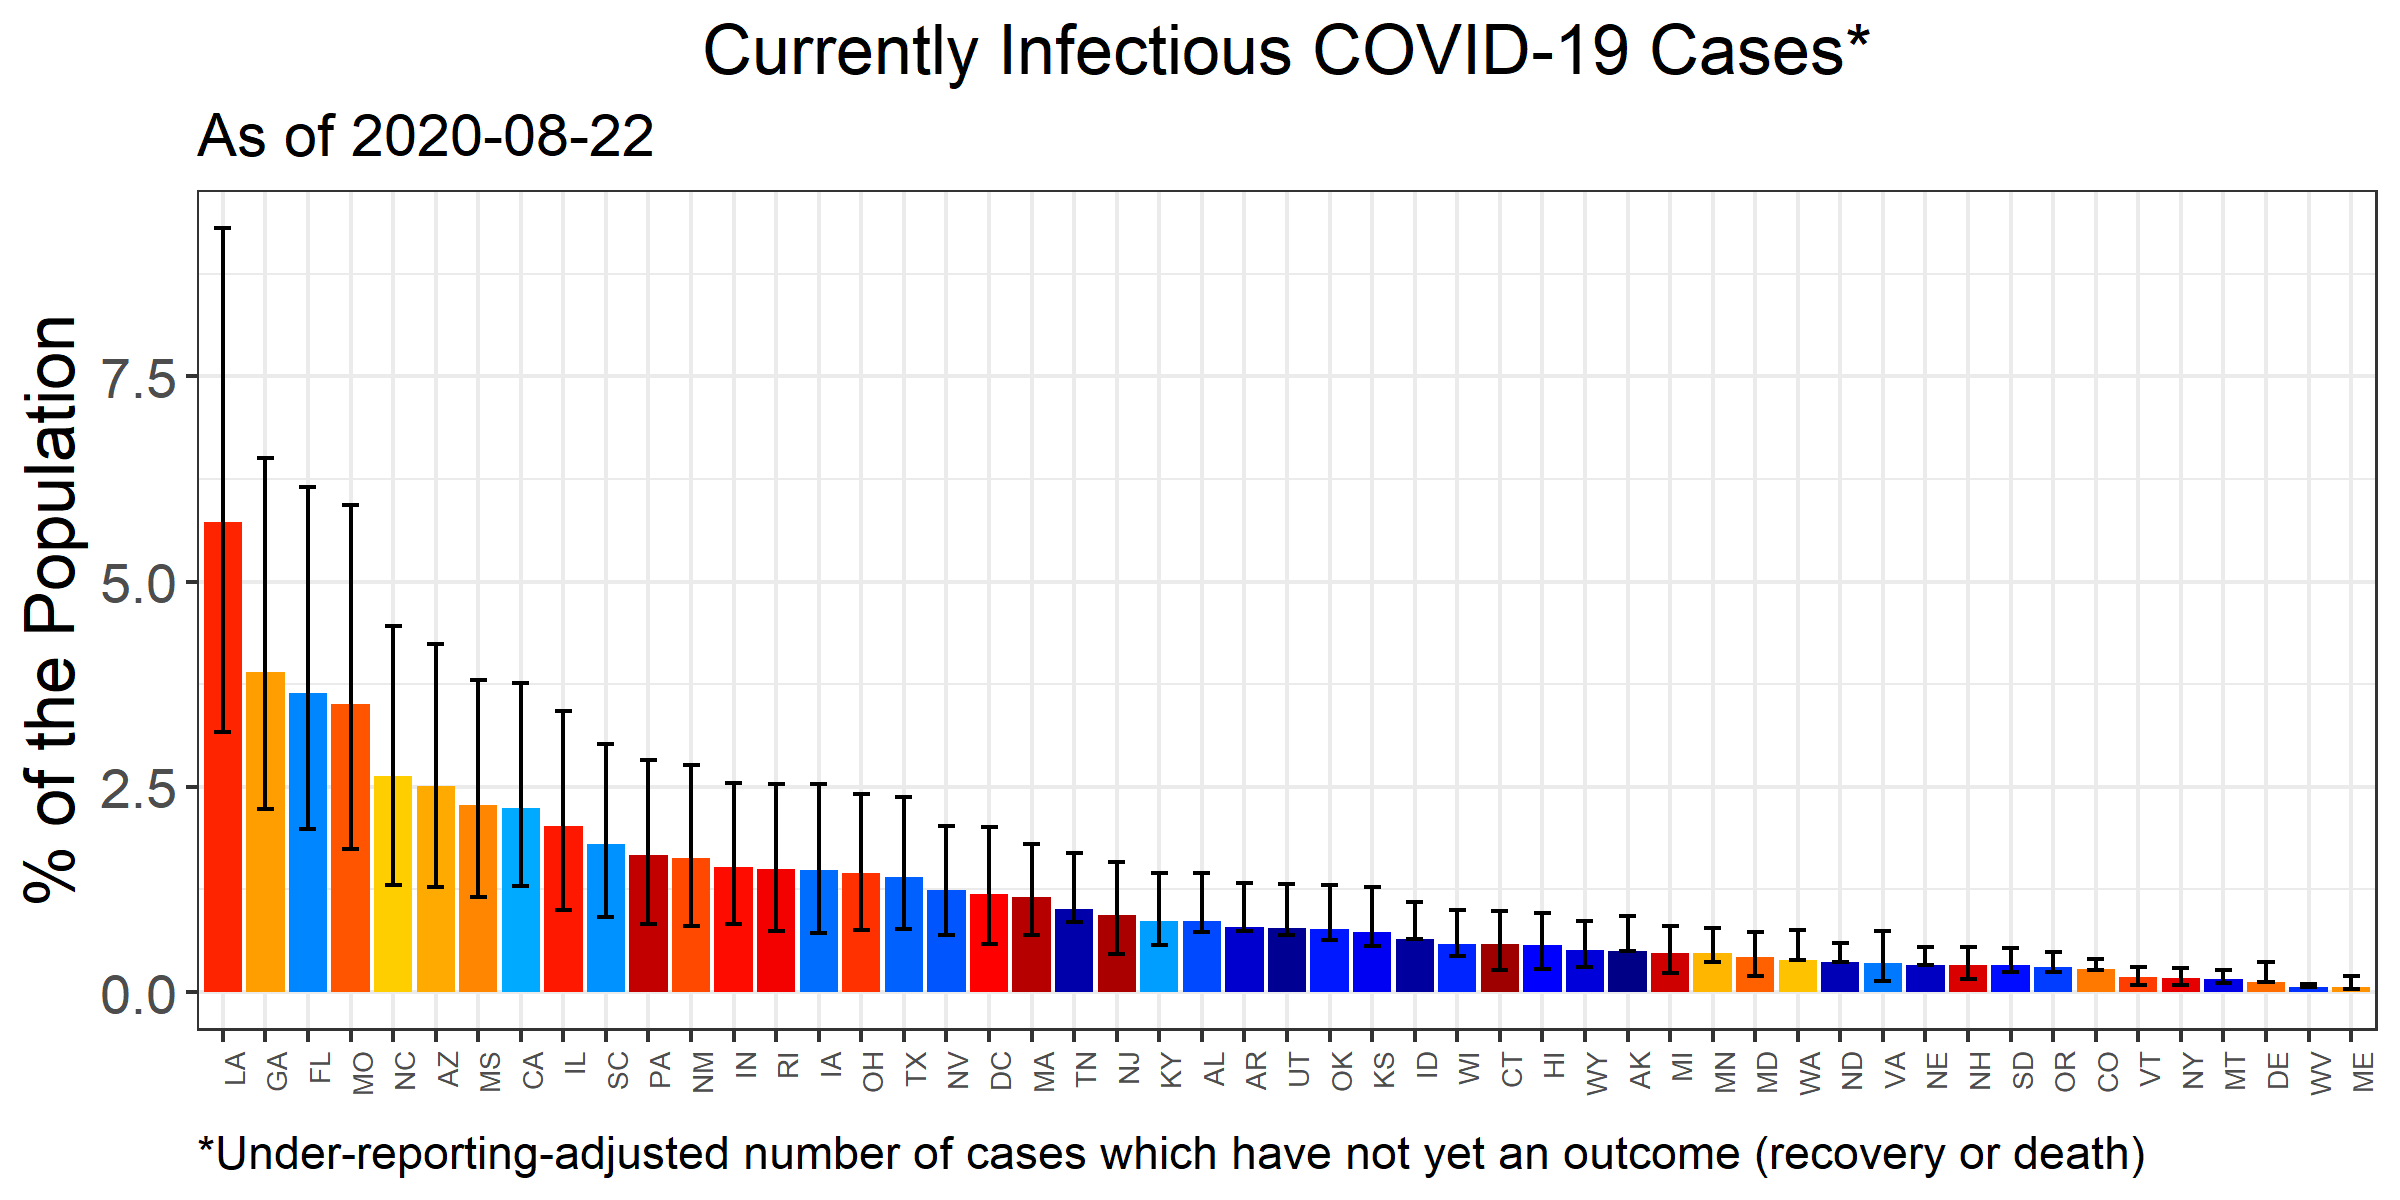 Currently Infectious COVID-19 Cases*
As of 2020-08-22
% of the Population
7.5
5.0
2.5
0.0
LA GA FL MO NC AZ MS CA IL SC PA NM IN RI IA OH TX NV DC MA TN NJ KY AL AR UT OK KS ID WI CT HI WY AK MI MN MD WA ND VA NE NH SD OR CO VT NY MT DE WV ME
*Under-reporting-adjusted number of cases which have not yet an outcome (recovery or death)